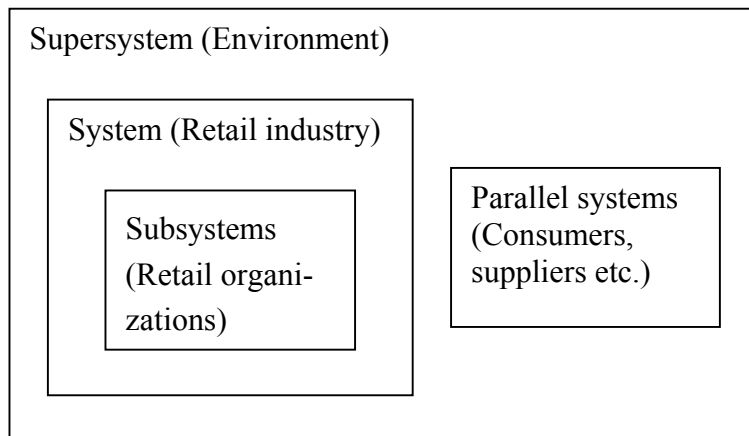 Supersystem (Environment)
System (Retail industry)
Subsystems
(Retail organi-
zations)
Parallel systems
(Consumers,
suppliers etc.)